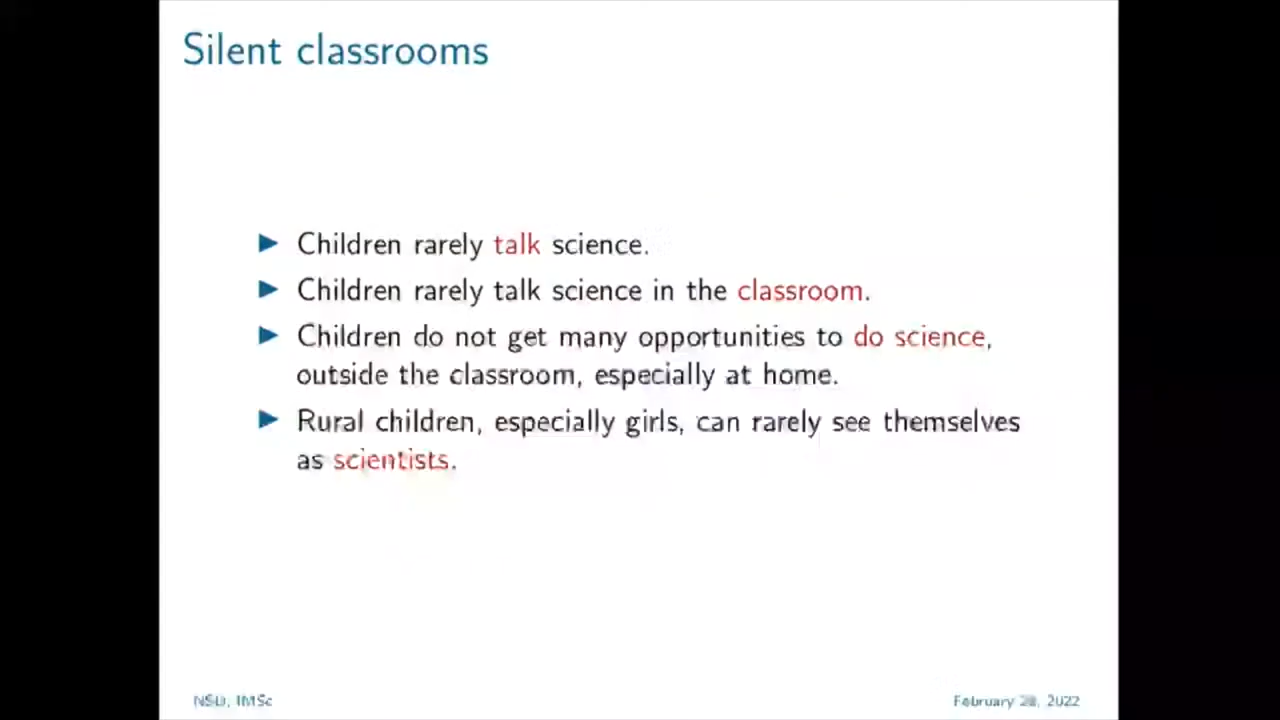 Silent classrooms
▶ Children rarely talk science.
▶ Children rarely talk science in the classroom.
▶ Children do not get many opportunities to do science,
outside the classroom, especially at home.
▶ Rural children, especially girls, can rarely see themselves
as scientists.
NSD, IMSc
February 28, 2022